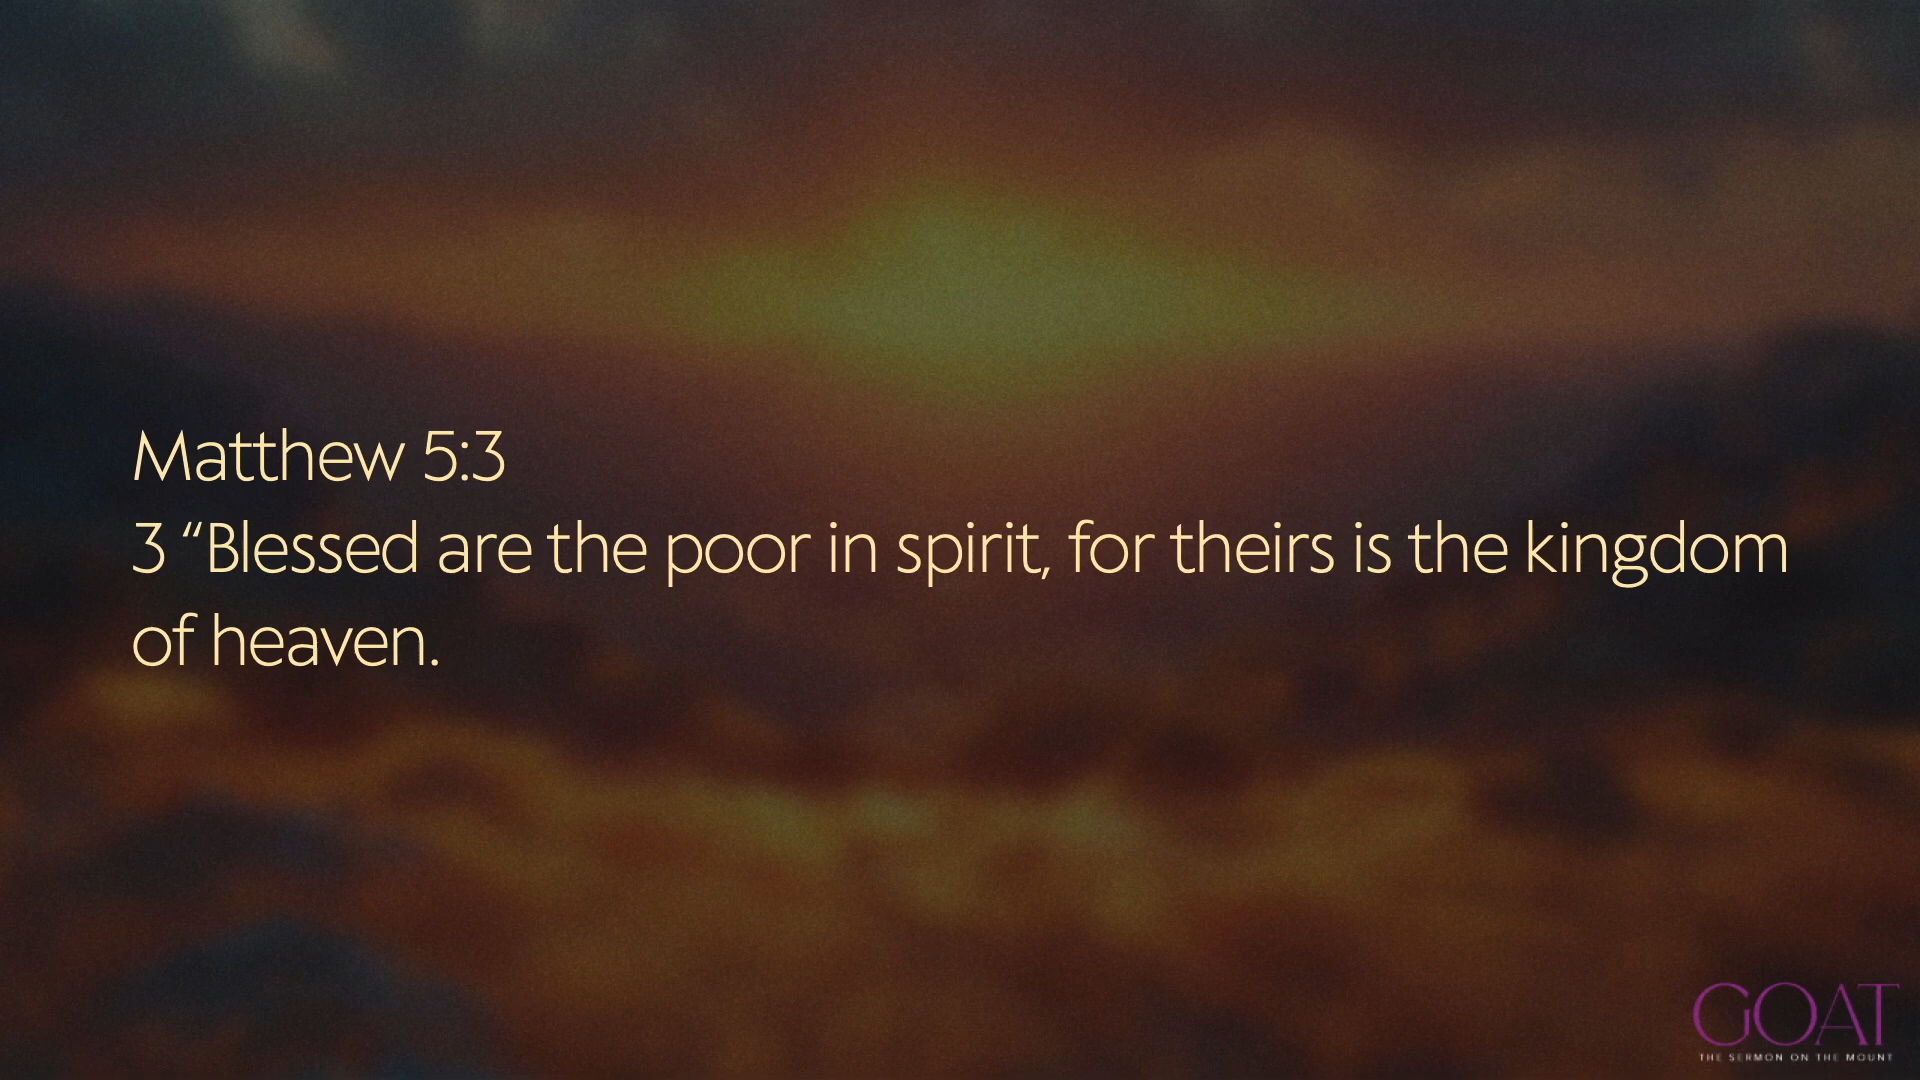 Matthew 5:3
3 “Blessed are the poor in spirit, for theirs is the kingdom
of heaven.
GOAT
THE SERMON ON THE MOUNT